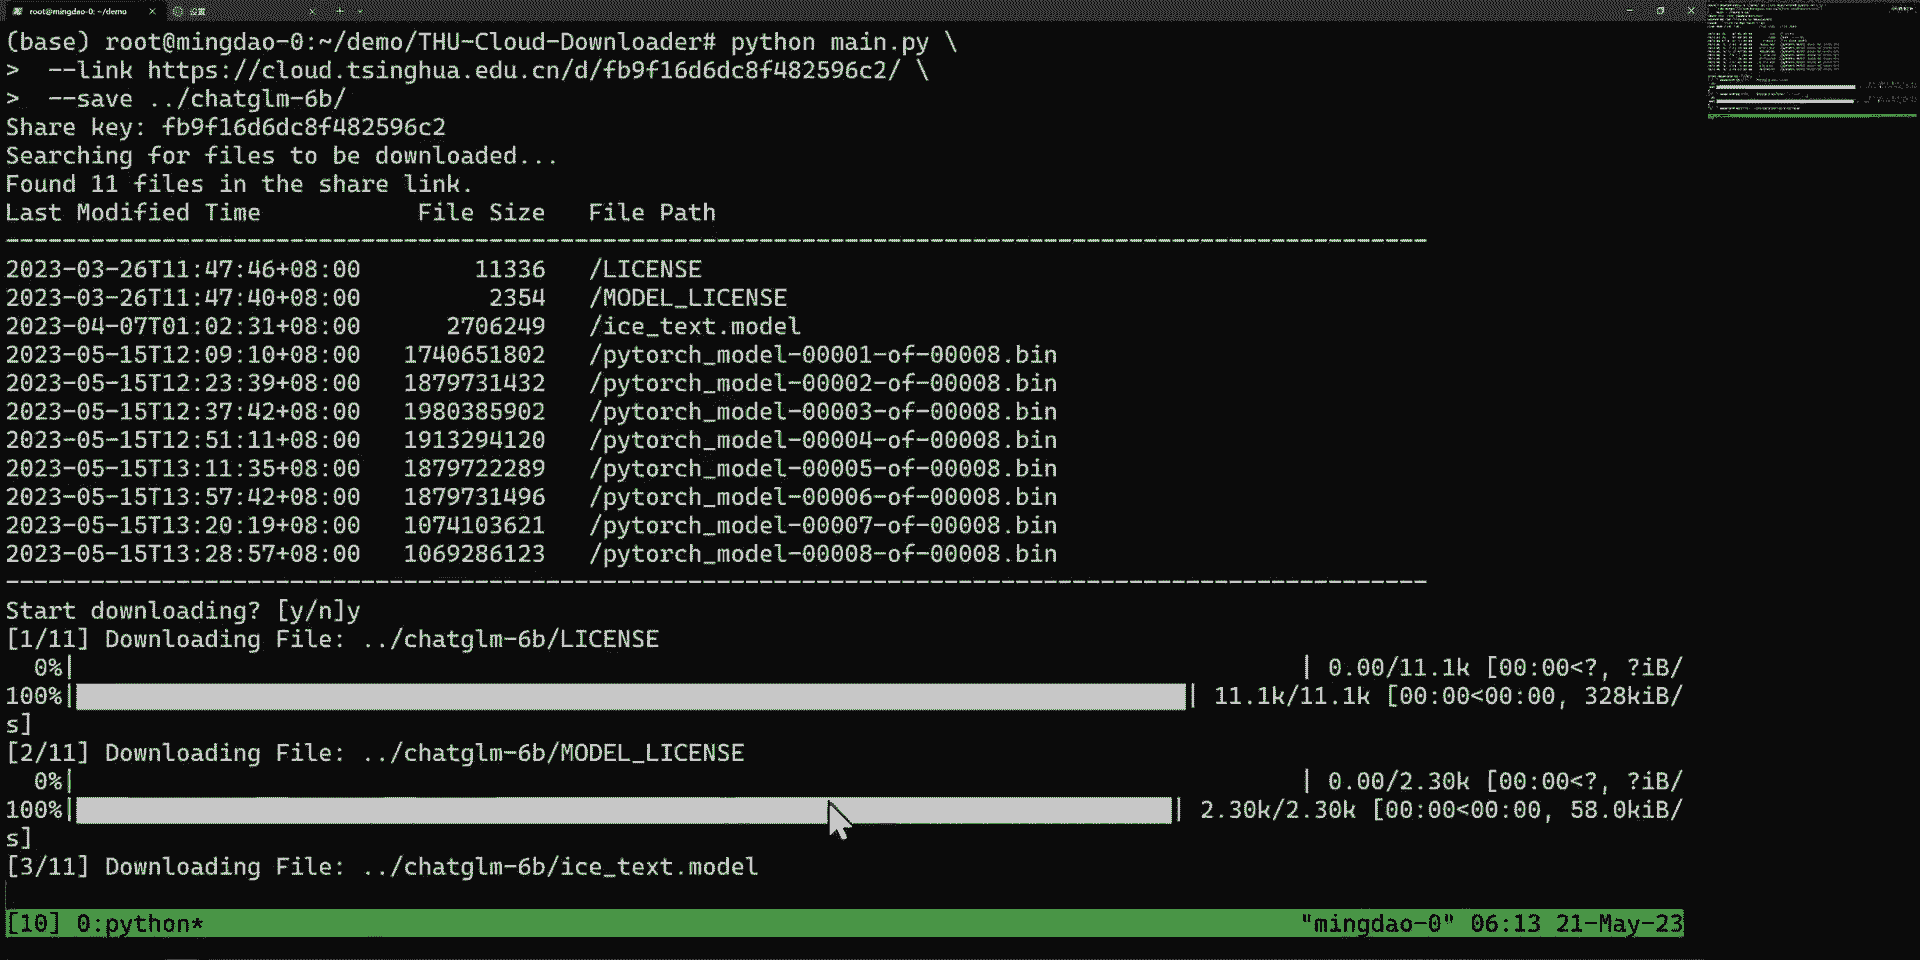 root@mingdao-0: ~/demo
设置
(base) root@mingdao-0:~/demo/THU-Cloud-Downloader# python main.py \
>  --link https://cloud.tsinghua.edu.cn/d/fb9f16d6dc8f482596c2/ \
>  --save ../chatglm-6b/
Share key: fb9f16d6dc8f482596c2
Searching for files to be downloaded...
Found 11 files in the share link.
Last Modified Time           File Size   File Path
----------------------------------------------------------------------------------------------------
2023-03-26T11:47:46+08:00        11336   /LICENSE
2023-03-26T11:47:40+08:00         2354   /MODEL_LICENSE
2023-04-07T01:02:31+08:00      2706249   /ice_text.model
2023-05-15T12:09:10+08:00   1740651802   /pytorch_model-00001-of-00008.bin
2023-05-15T12:23:39+08:00   1879731432   /pytorch_model-00002-of-00008.bin
2023-05-15T12:37:42+08:00   1980385902   /pytorch_model-00003-of-00008.bin
2023-05-15T12:51:11+08:00   1913294120   /pytorch_model-00004-of-00008.bin
2023-05-15T13:11:35+08:00   1879722289   /pytorch_model-00005-of-00008.bin
2023-05-15T13:57:42+08:00   1879731496   /pytorch_model-00006-of-00008.bin
2023-05-15T13:20:19+08:00   1074103621   /pytorch_model-00007-of-00008.bin
2023-05-15T13:28:57+08:00   1069286123   /pytorch_model-00008-of-00008.bin
----------------------------------------------------------------------------------------------------
Start downloading? [y/n]y
[1/11] Downloading File: ../chatglm-6b/LICENSE
0%| | 0.00/11.1k [00:00<?, ?iB/
100%| | 11.1k/11.1k [00:00<00:00, 328kiB/
s]
[2/11] Downloading File: ../chatglm-6b/MODEL_LICENSE
0%| | 0.00/2.30k [00:00<?, ?iB/
100%| | 2.30k/2.30k [00:00<00:00, 58.0kiB/
s]
[3/11] Downloading File: ../chatglm-6b/ice_text.model
[10] 0:python* "mingdao-0" 06:13 21-May-23